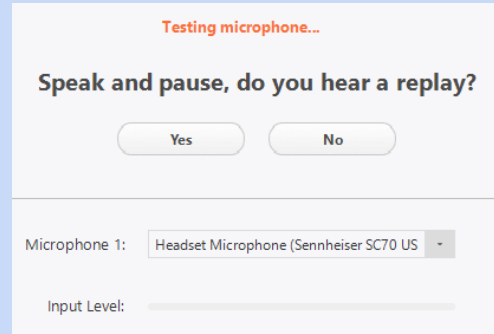 Testing microphone...
Speak and pause, do you hear a replay?
Yes
No
Microphone 1:
Headset Microphone (Sennheiser SC70 US
Input Level: